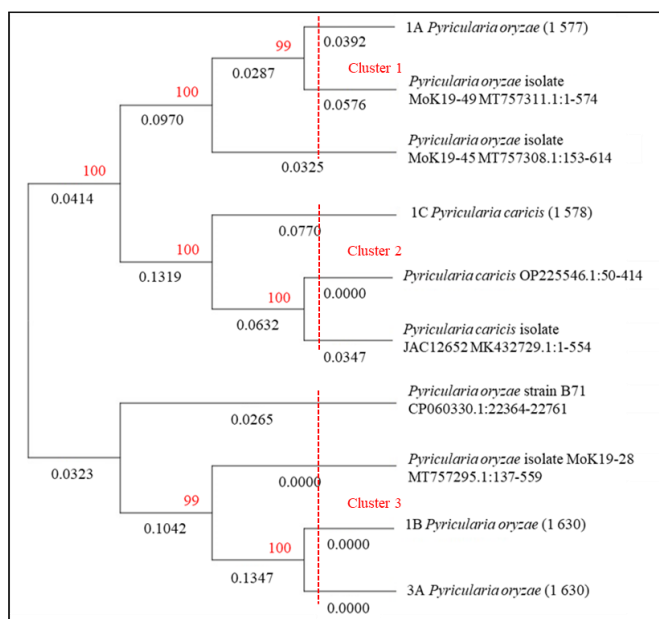 1A Pyricularia oryzae (1 577)
0.0392
99
0.0287
Cluster 1
Pyricularia oryzae isolate
MoK19-49 MT757311.1:1-574
0.0576
100
0.0970
Pyricularia oryzae isolate
MoK19-45 MT757308.1:153-614
0.0325
100
0.0414
1C Pyricularia caricis (1 578)
0.0770
100
0.1319
Cluster 2
Pyricularia caricis OP225546.1:50-414
0.0000
100
0.0632
Pyricularia caricis isolate
JAC12652 MK432729.1:1-554
0.0347
Pyricularia oryzae strain B71
CP060330.1:22364-22761
0.0265
0.0323
Pyricularia oryzae isolate MoK19-28
MT757295.1:137-559
0.0000
99
0.1042
Cluster 3
1B Pyricularia oryzae (1 630)
0.0000
100
0.1347
3A Pyricularia oryzae (1 630)
0.0000